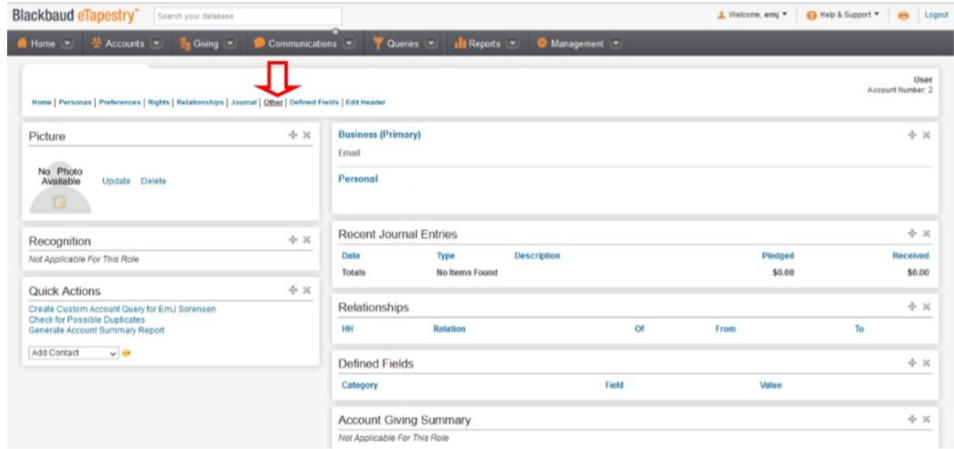 Blackbaud eTapestry™ Search your database Welcome, emj Help & Support Logout
Home Accounts Giving Communications Queries Reports Management
User
Account Number: 2
Home | Personas | Preferences | Rights | Relationships | Journal | Other | Defined Fields | Edit Header
Picture
No Photo
Available
Update Delete
Recognition
Not Applicable For This Role
Quick Actions
Create Custom Account Query for EmJ Sorensen
Check for Possible Duplicates
Generate Account Summary Report
Add Contact
Business (Primary)
Email
Personal
Recent Journal Entries
Date Type Description Pledged Received
Totals No Items Found $0.00 $0.00
Relationships
HH Relation Of From To
Defined Fields
Category Field Value
Account Giving Summary
Not Applicable For This Role